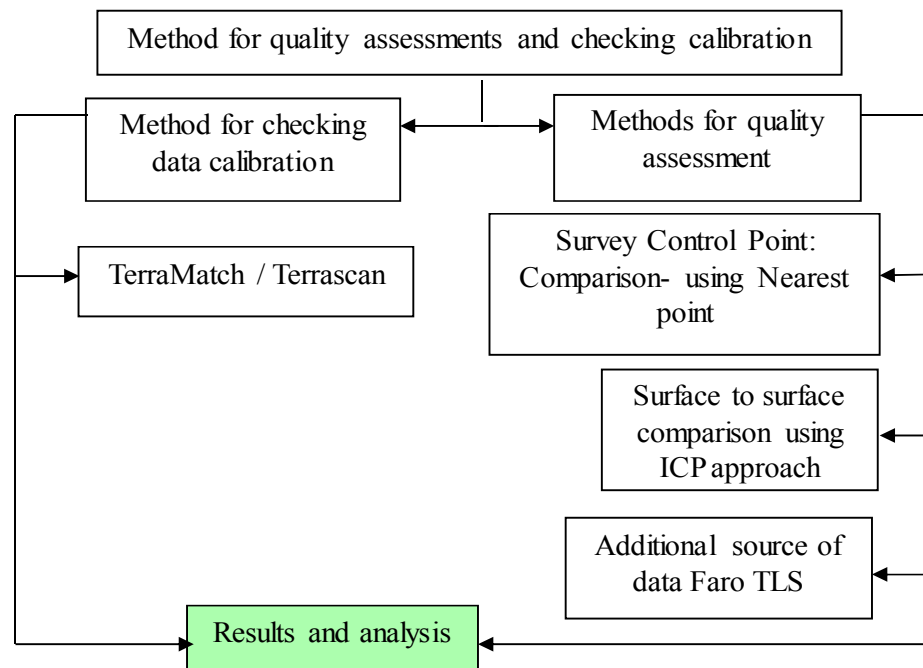 Method for quality assessments and checking calibration
Method for checking
data calibration
Methods for quality
assessment
TerraMatch / Terrascan
Survey Control Point:
Comparison- using Nearest
point
Surface to surface
comparison using
ICP approach
Additional source of
data Faro TLS
Results and analysis